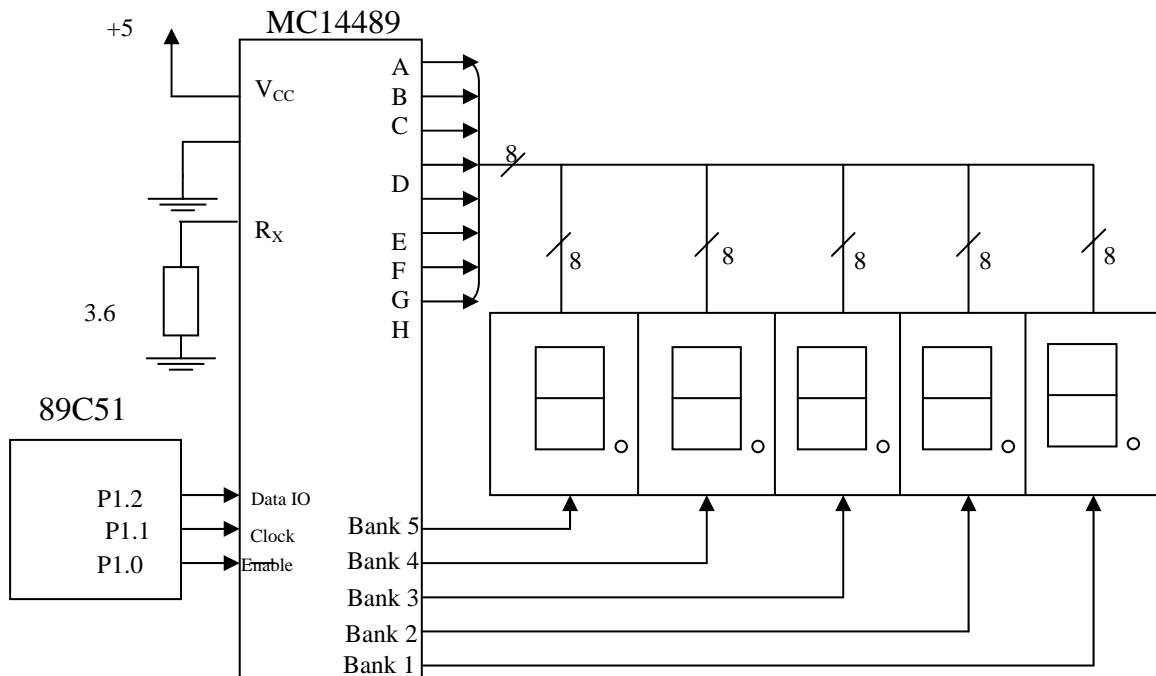 MC14489
+5
V_CC
A
B
C
D
E
F
G
H
8
8
8
8
8
8
R_X
3.6
89C51
P1.2
P1.1
P1.0
Data IO
Clock
Enable
Bank 5
Bank 4
Bank 3
Bank 2
Bank 1